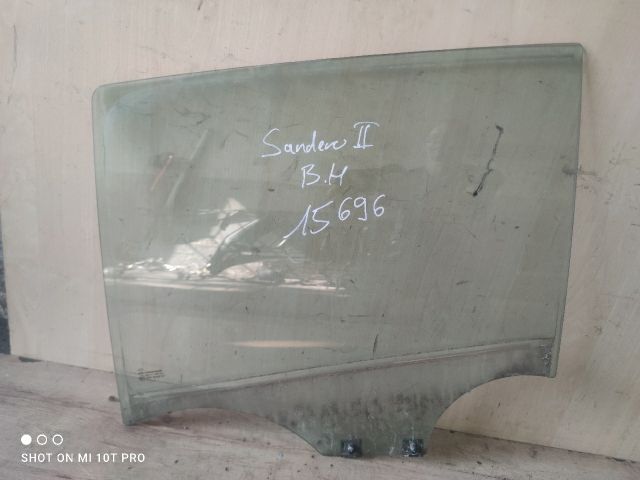 Sandero II
B.H
15696
SHOT ON MI 10T PRO